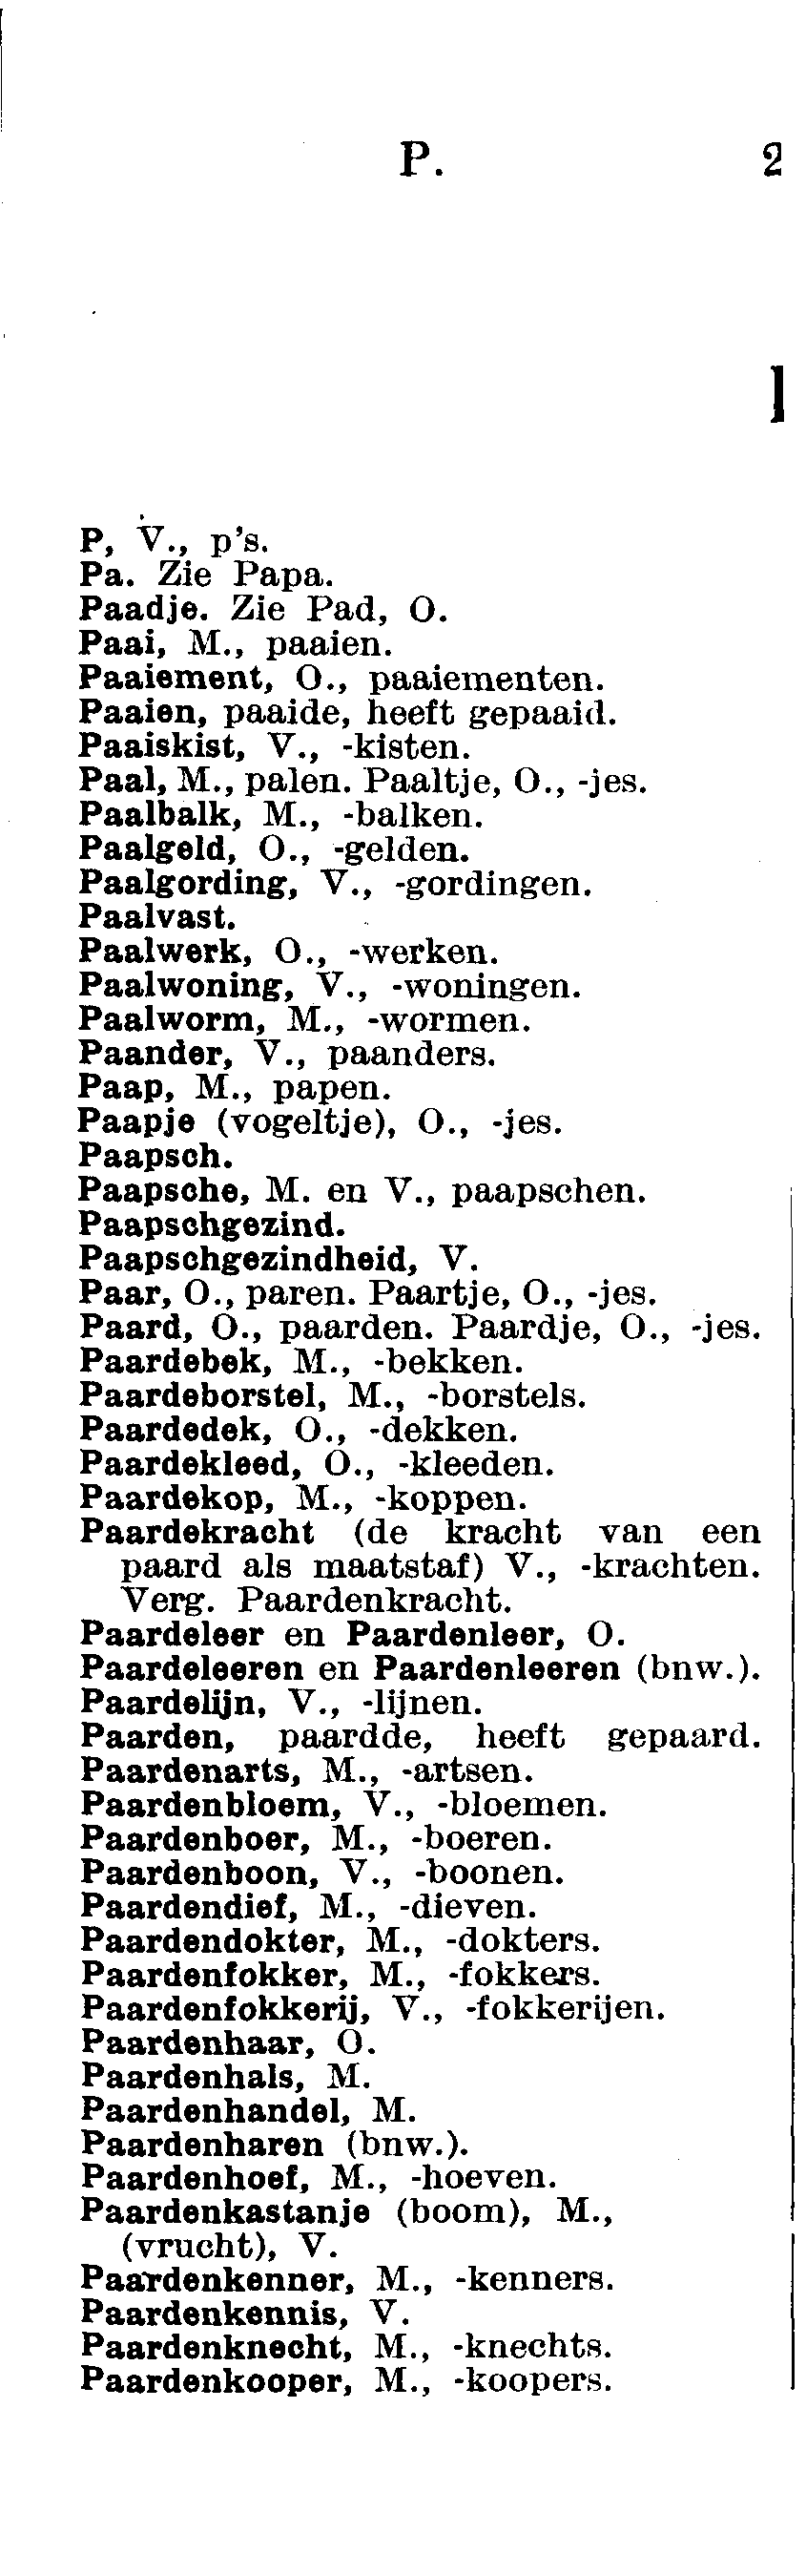 P. 2
P, V., p's.
Pa. Zie Papa.
Paadje. Zie Pad, O.
Paai, M., paaien.
Paaiement, O., paaiementen.
Paaien, paaide, heeft gepaaid.
Paaiskist, V., -kisten.
Paal, M., palen. Paaltje, O., -jes.
Paalbalk, M., -balken.
Paalgeld, O., -gelden.
Paalgording, V., -gordingen.
Paalvast.
Paalwerk, O., -werken.
Paalwoning, V., -woningen.
Paalworm, M., -wormen.
Paander, V., paanders.
Paap, M., papen.
Paapje (vogeltje), O., -jes.
Paapsch.
Paapsche, M. en V., paapschen.
Paapschgezind.
Paapschgezindheid, V.
Paar, O., paren. Paartje, O., -jes.
Paard, O., paarden. Paardje, O., -jes.
Paardebek, M., -bekken.
Paardeborstel, M., -borstels.
Paardedek, O., -dekken.
Paardekleed, O., -kleeden.
Paardekop, M., -koppen.
Paardekracht (de kracht van een
paard als maatstaf) V., -krachten.
Verg. Paardenkracht.
Paardeleer en Paardenleer, O.
Paardeleeren en Paardenleeren (bnw.).
Paardelijn, V., -lijnen.
Paarden, paardde, heeft gepaard.
Paardenarts, M., -artsen.
Paardenbloem, V., -bloemen.
Paardenboer, M., -boeren.
Paardenboon, V., -boonen.
Paardendief, M., -dieven.
Paardendokter, M., -dokters.
Paardenfokker, M., -fokkers.
Paardenfokkerij, V., -fokkerijen.
Paardenhaar, O.
Paardenhals, M.
Paardenhandel, M.
Paardenharen (bnw.).
Paardenhoef, M., -hoeven.
Paardenkastanje (boom), M.,
(vrucht), V.
Paardenkenner, M., -kenners.
Paardenkennis, V.
Paardenknecht, M., -knechts.
Paardenkooper, M., -koopers.